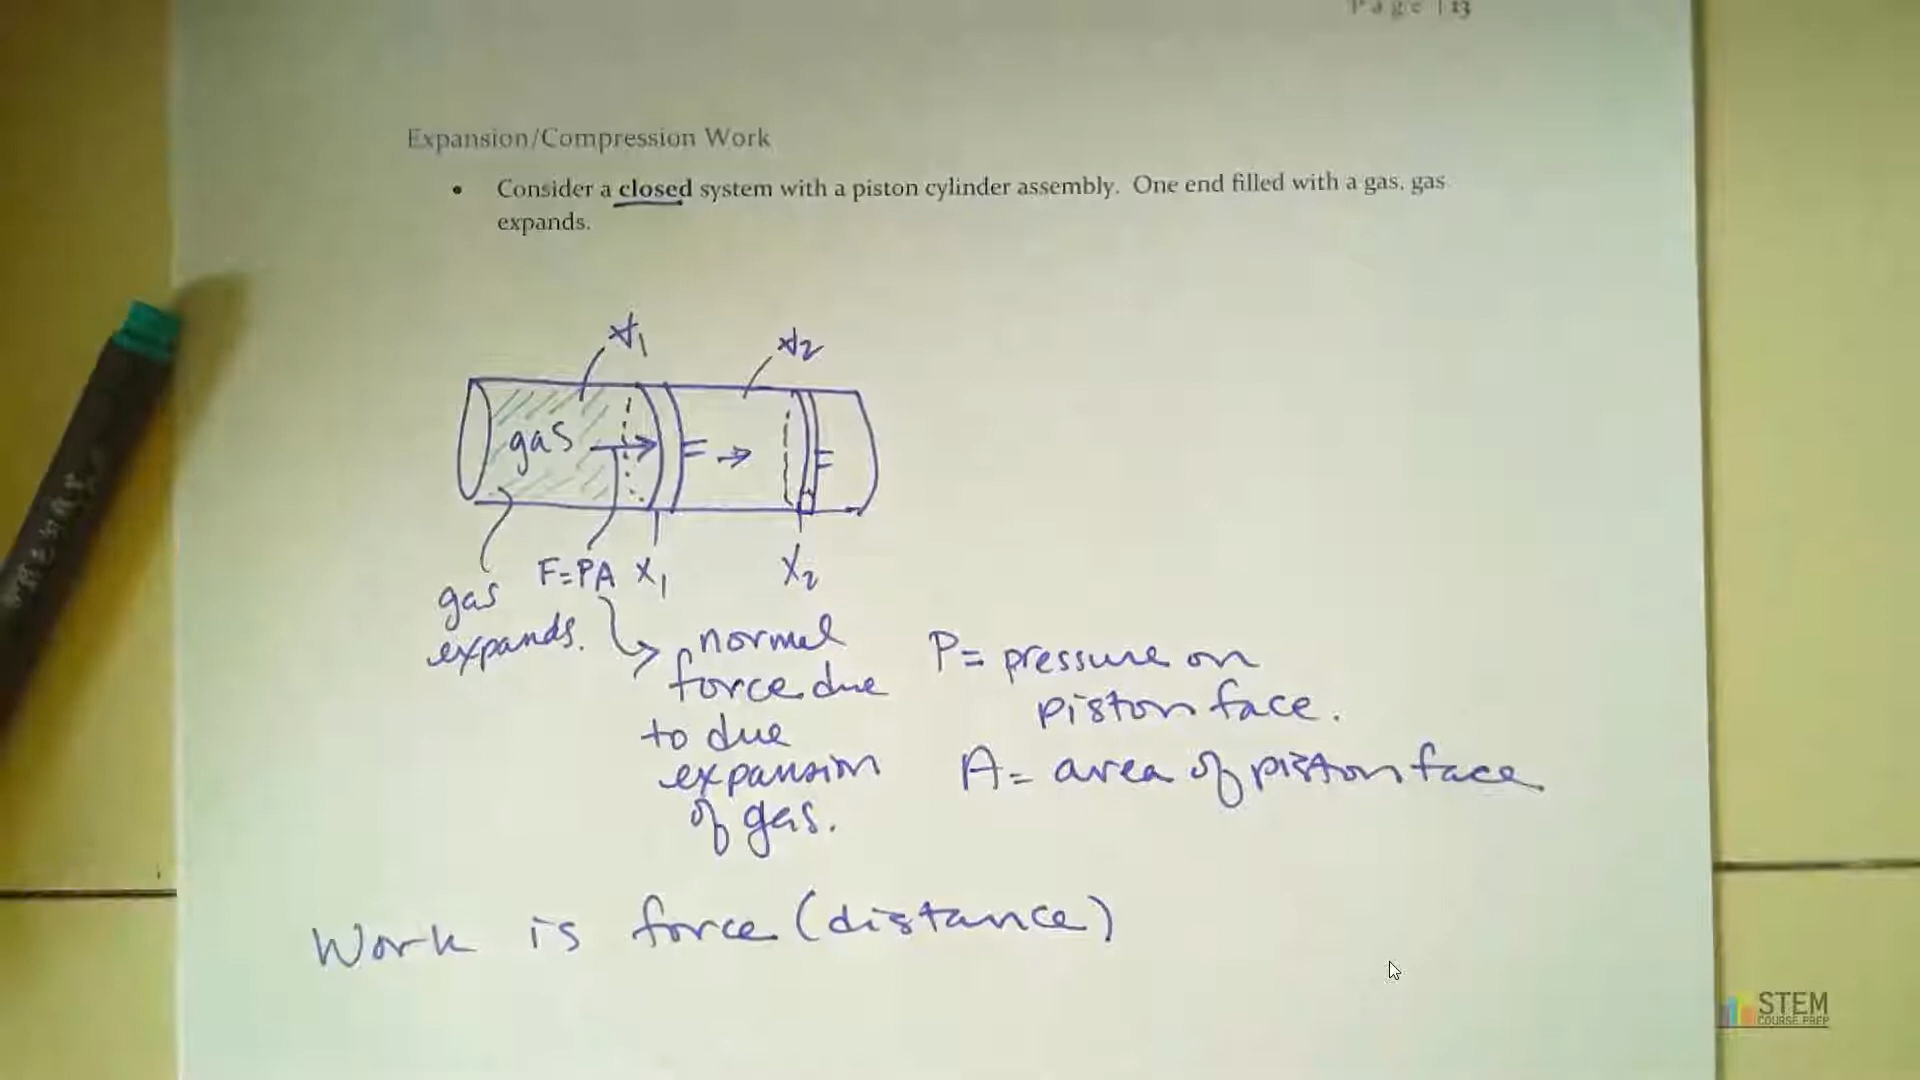 Page | 13
Expansion/Compression Work
• Consider a closed system with a piston cylinder assembly. One end filled with a gas, gas
expands.
V1
V2
gas
F=PA
x1
x2
gas
expands.
normal
force due
to due
expansion
of gas.
P= pressure on
piston face.
A= area of piston face
Work is force (distance)
STEM
COURSE PREP